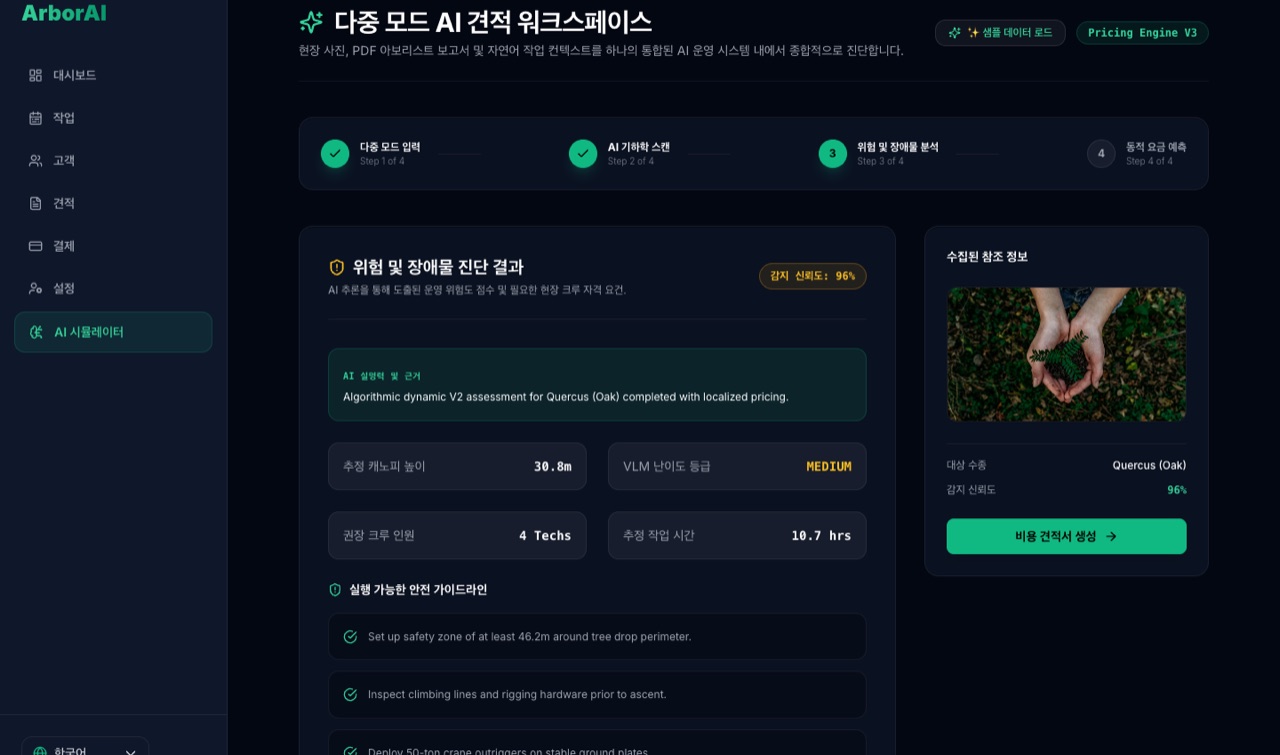 ArborAI
대시보드
작업
고객
견적
결제
설정
AI 시뮬레이터
한국어
다중 모드 AI 견적 워크스페이스
현장 사진, PDF 아보리스트 보고서 및 자연어 작업 컨텍스트를 하나의 통합된 AI 운영 시스템 내에서 종합적으로 진단합니다.
✨ 샘플 데이터 로드
Pricing Engine V3
다중 모드 입력
Step 1 of 4
AI 기하학 스캔
Step 2 of 4
3
위험 및 장애물 분석
Step 3 of 4
4
동적 요금 예측
Step 4 of 4
위험 및 장애물 진단 결과
AI 추론을 통해 도출된 운영 위험도 점수 및 필요한 현장 크루 자격 요건.
감지 신뢰도: 96%
AI 설명력 및 근거
Algorithmic dynamic V2 assessment for Quercus (Oak) completed with localized pricing.
추정 캐노피 높이
30.8m
VLM 난이도 등급
MEDIUM
권장 크루 인원
4 Techs
추정 작업 시간
10.7 hrs
실행 가능한 안전 가이드라인
Set up safety zone of at least 46.2m around tree drop perimeter.
Inspect climbing lines and rigging hardware prior to ascent.
Deploy 50-ton crane outriggers on stable ground plates.
수집된 참조 정보
대상 수종
Quercus (Oak)
감지 신뢰도
96%
비용 견적서 생성 →